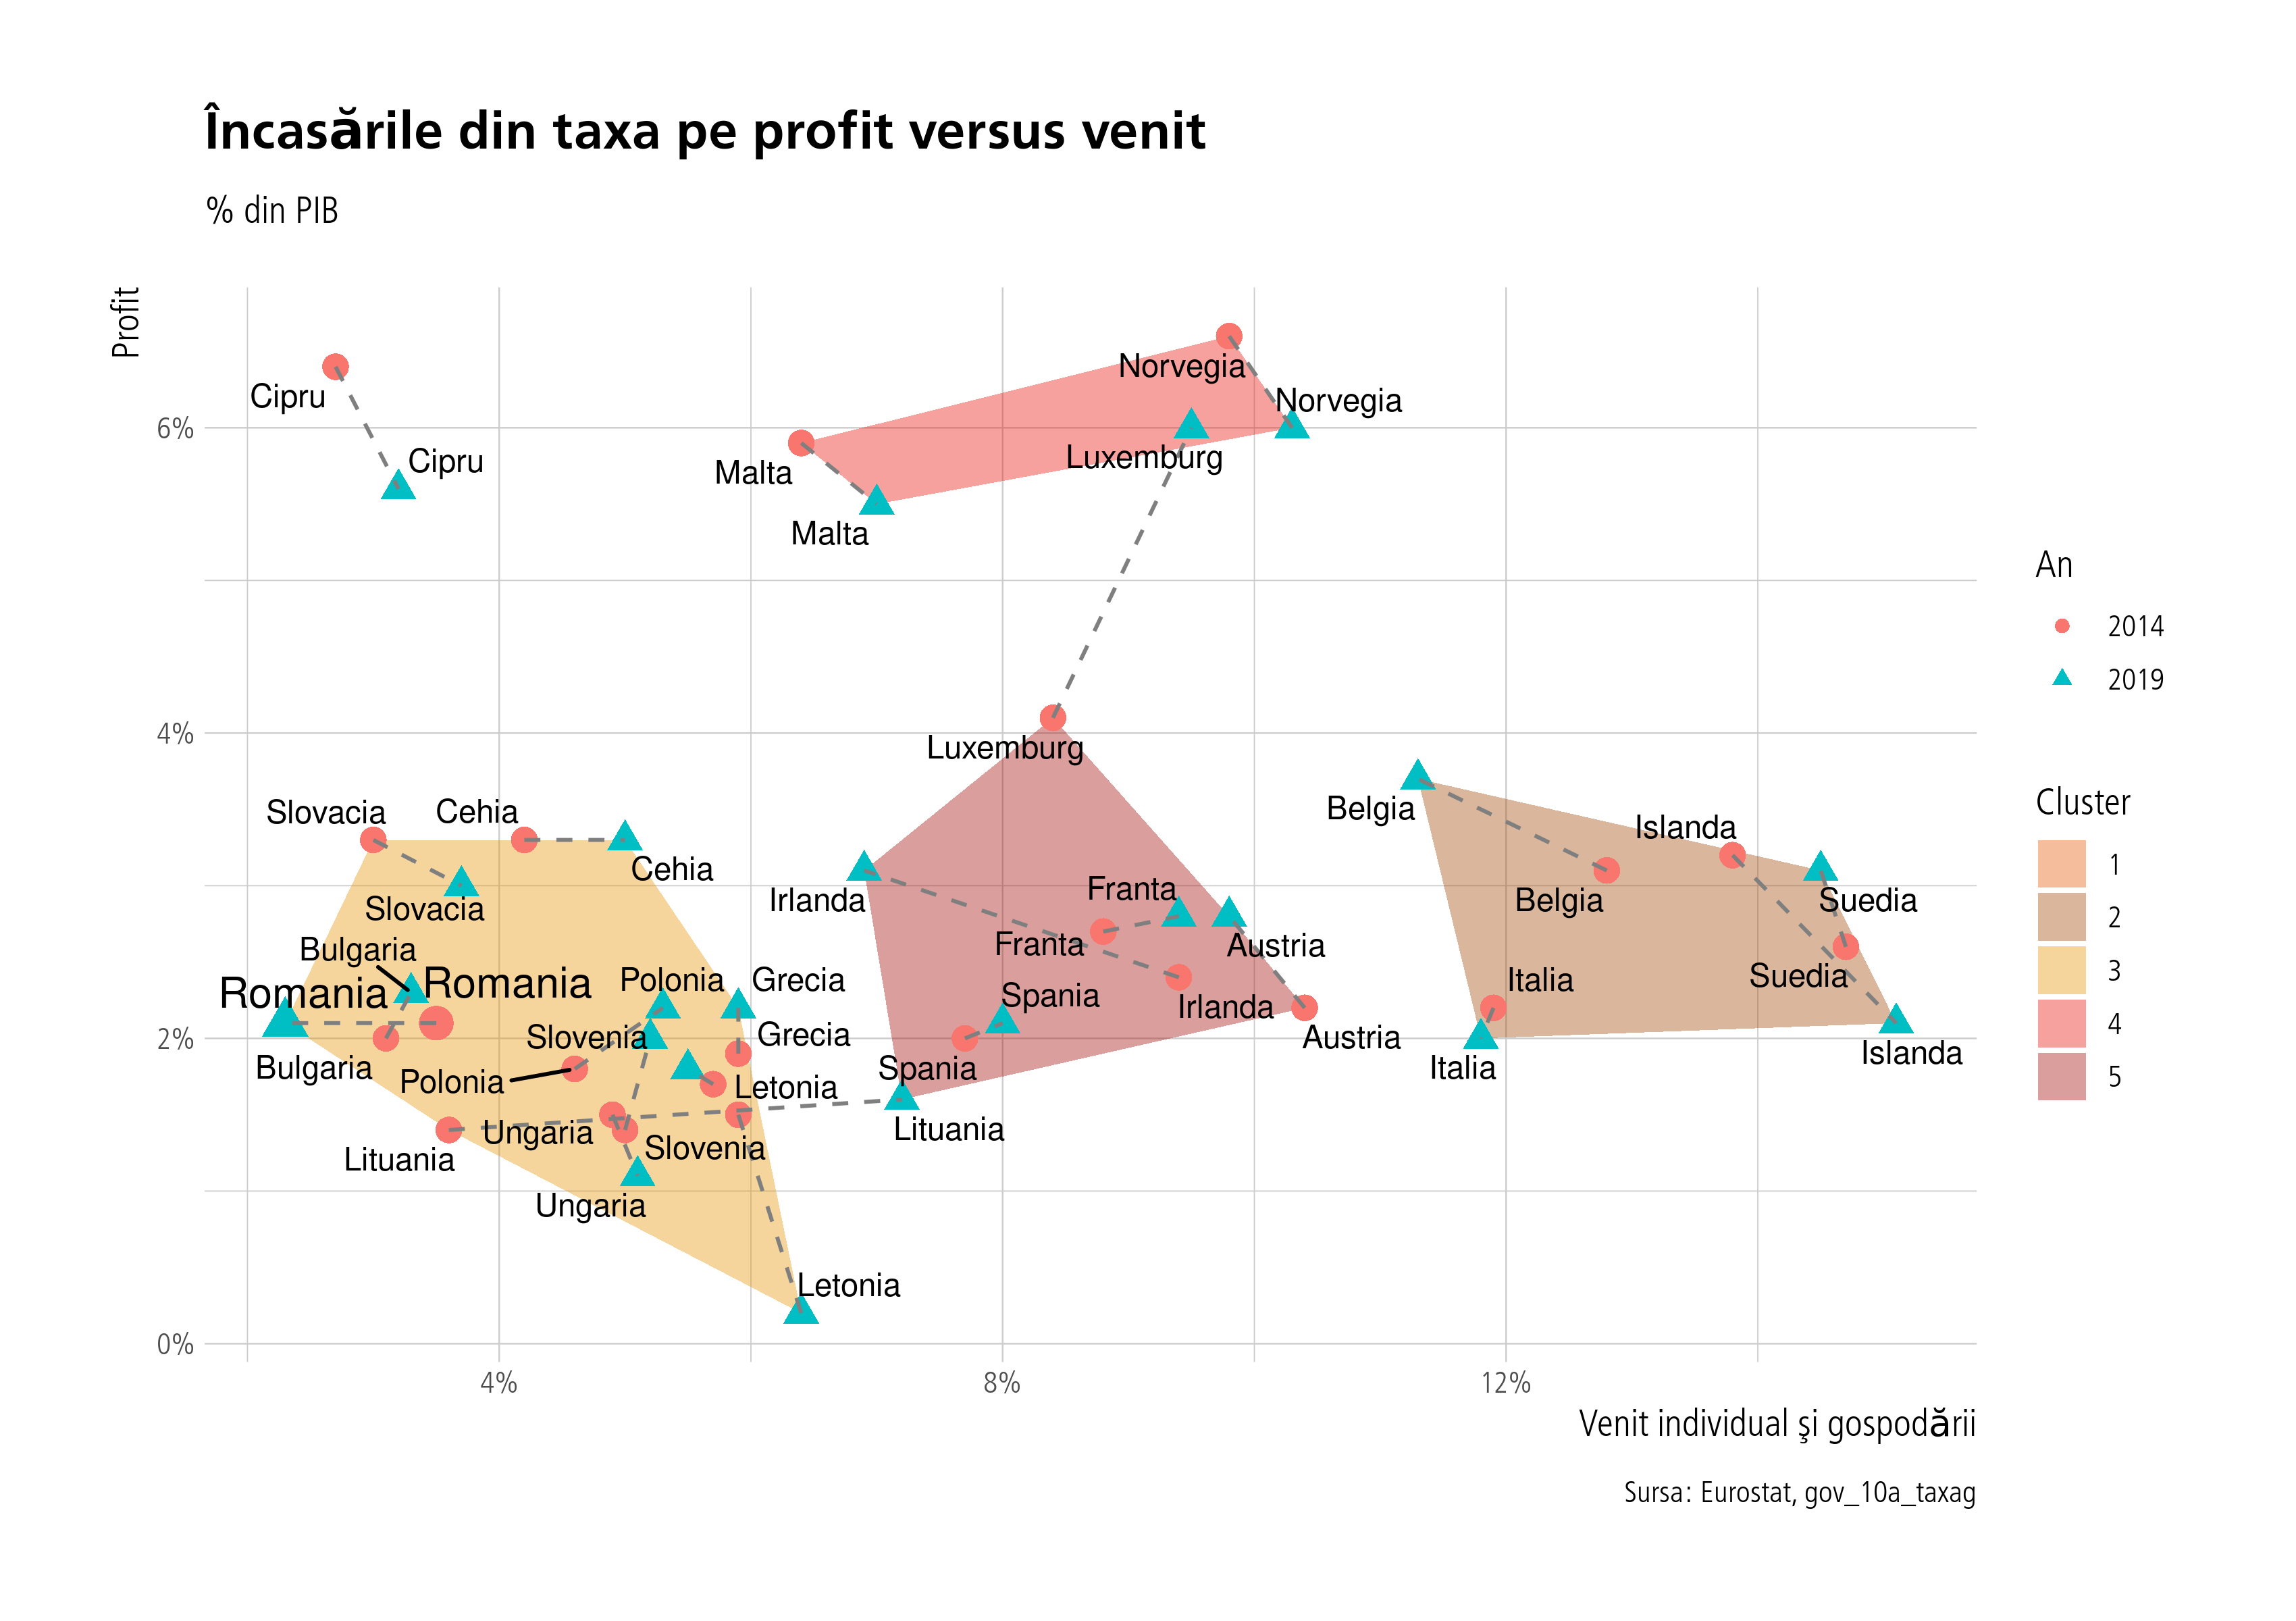 Încasările din taxa pe profit versus venit
% din PIB
Profit
Norvegia
Cipru
Norvegia
6%
Cipru
Luxemburg
Malta
Malta
An
2014
2019
4%
Luxemburg
Cluster
Belgia
Slovacia
Cehia
Islanda
1
Cehia
Franta
Irlanda
Belgia
Suedia
Slovacia
2
Franta
Austria
Bulgaria
3
Romania
Romania
Polonia
Grecia
Spania
Irlanda
Italia
Suedia
4
2%
Slovenia
Grecia
Austria
Islanda
Bulgaria
Polonia
Letonia
Spania
Italia
5
Lituania
Ungaria
Slovenia
Lituania
Ungaria
Letonia
0%
4%
8%
12%
Venit individual şi gospodării
Sursa: Eurostat, gov_10a_taxag